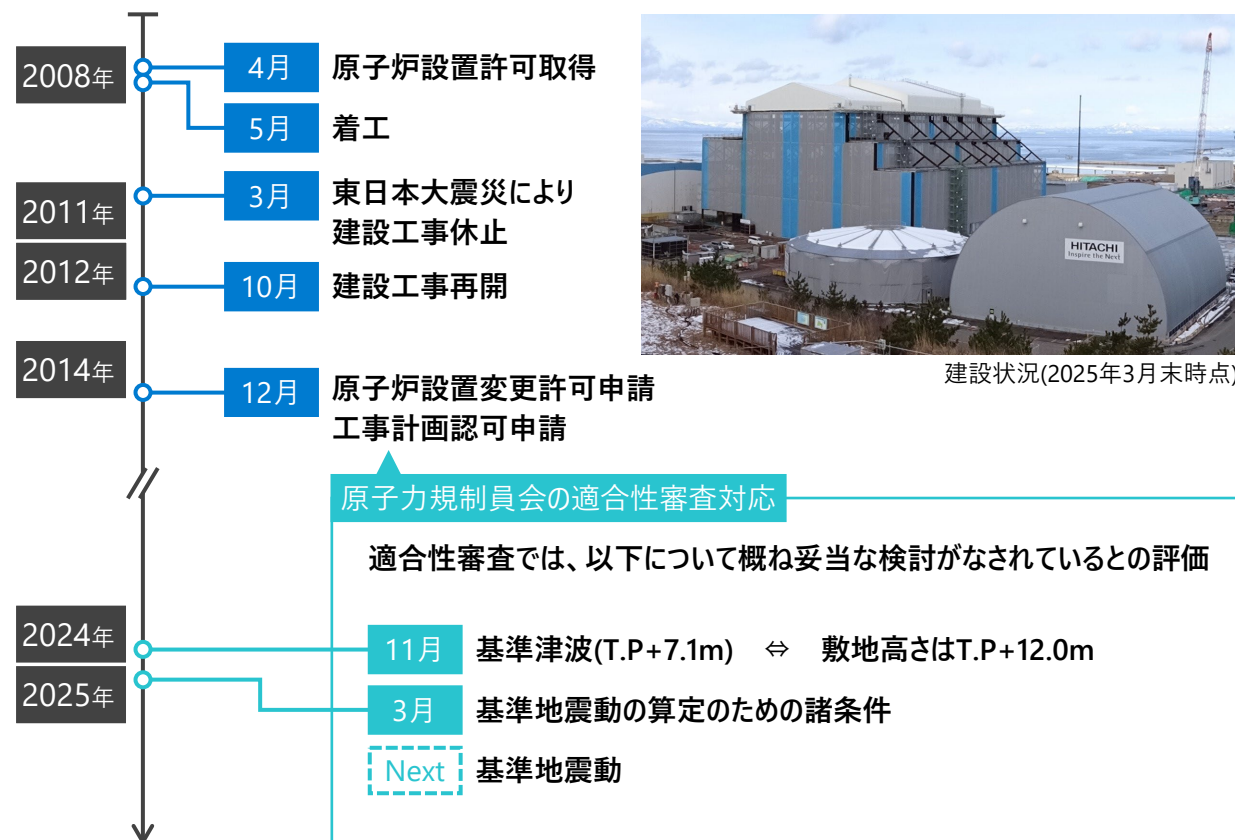 2008年
4月 原子炉設置許可取得
5月 着工
2011年
3月 東日本大震災により
建設工事休止
2012年
10月 建設工事再開
2014年
12月 原子炉設置変更許可申請
工事計画認可申請
HITACHI
Inspire the Next
建設状況(2025年3月末時点)
原子力規制員会の適合性審査対応
適合性審査では、以下について概ね妥当な検討がなされているとの評価
2024年
11月 基準津波(T.P+7.1m) ⇔ 敷地高さはT.P+12.0m
2025年
3月 基準地震動の算定のための諸条件
Next 基準地震動